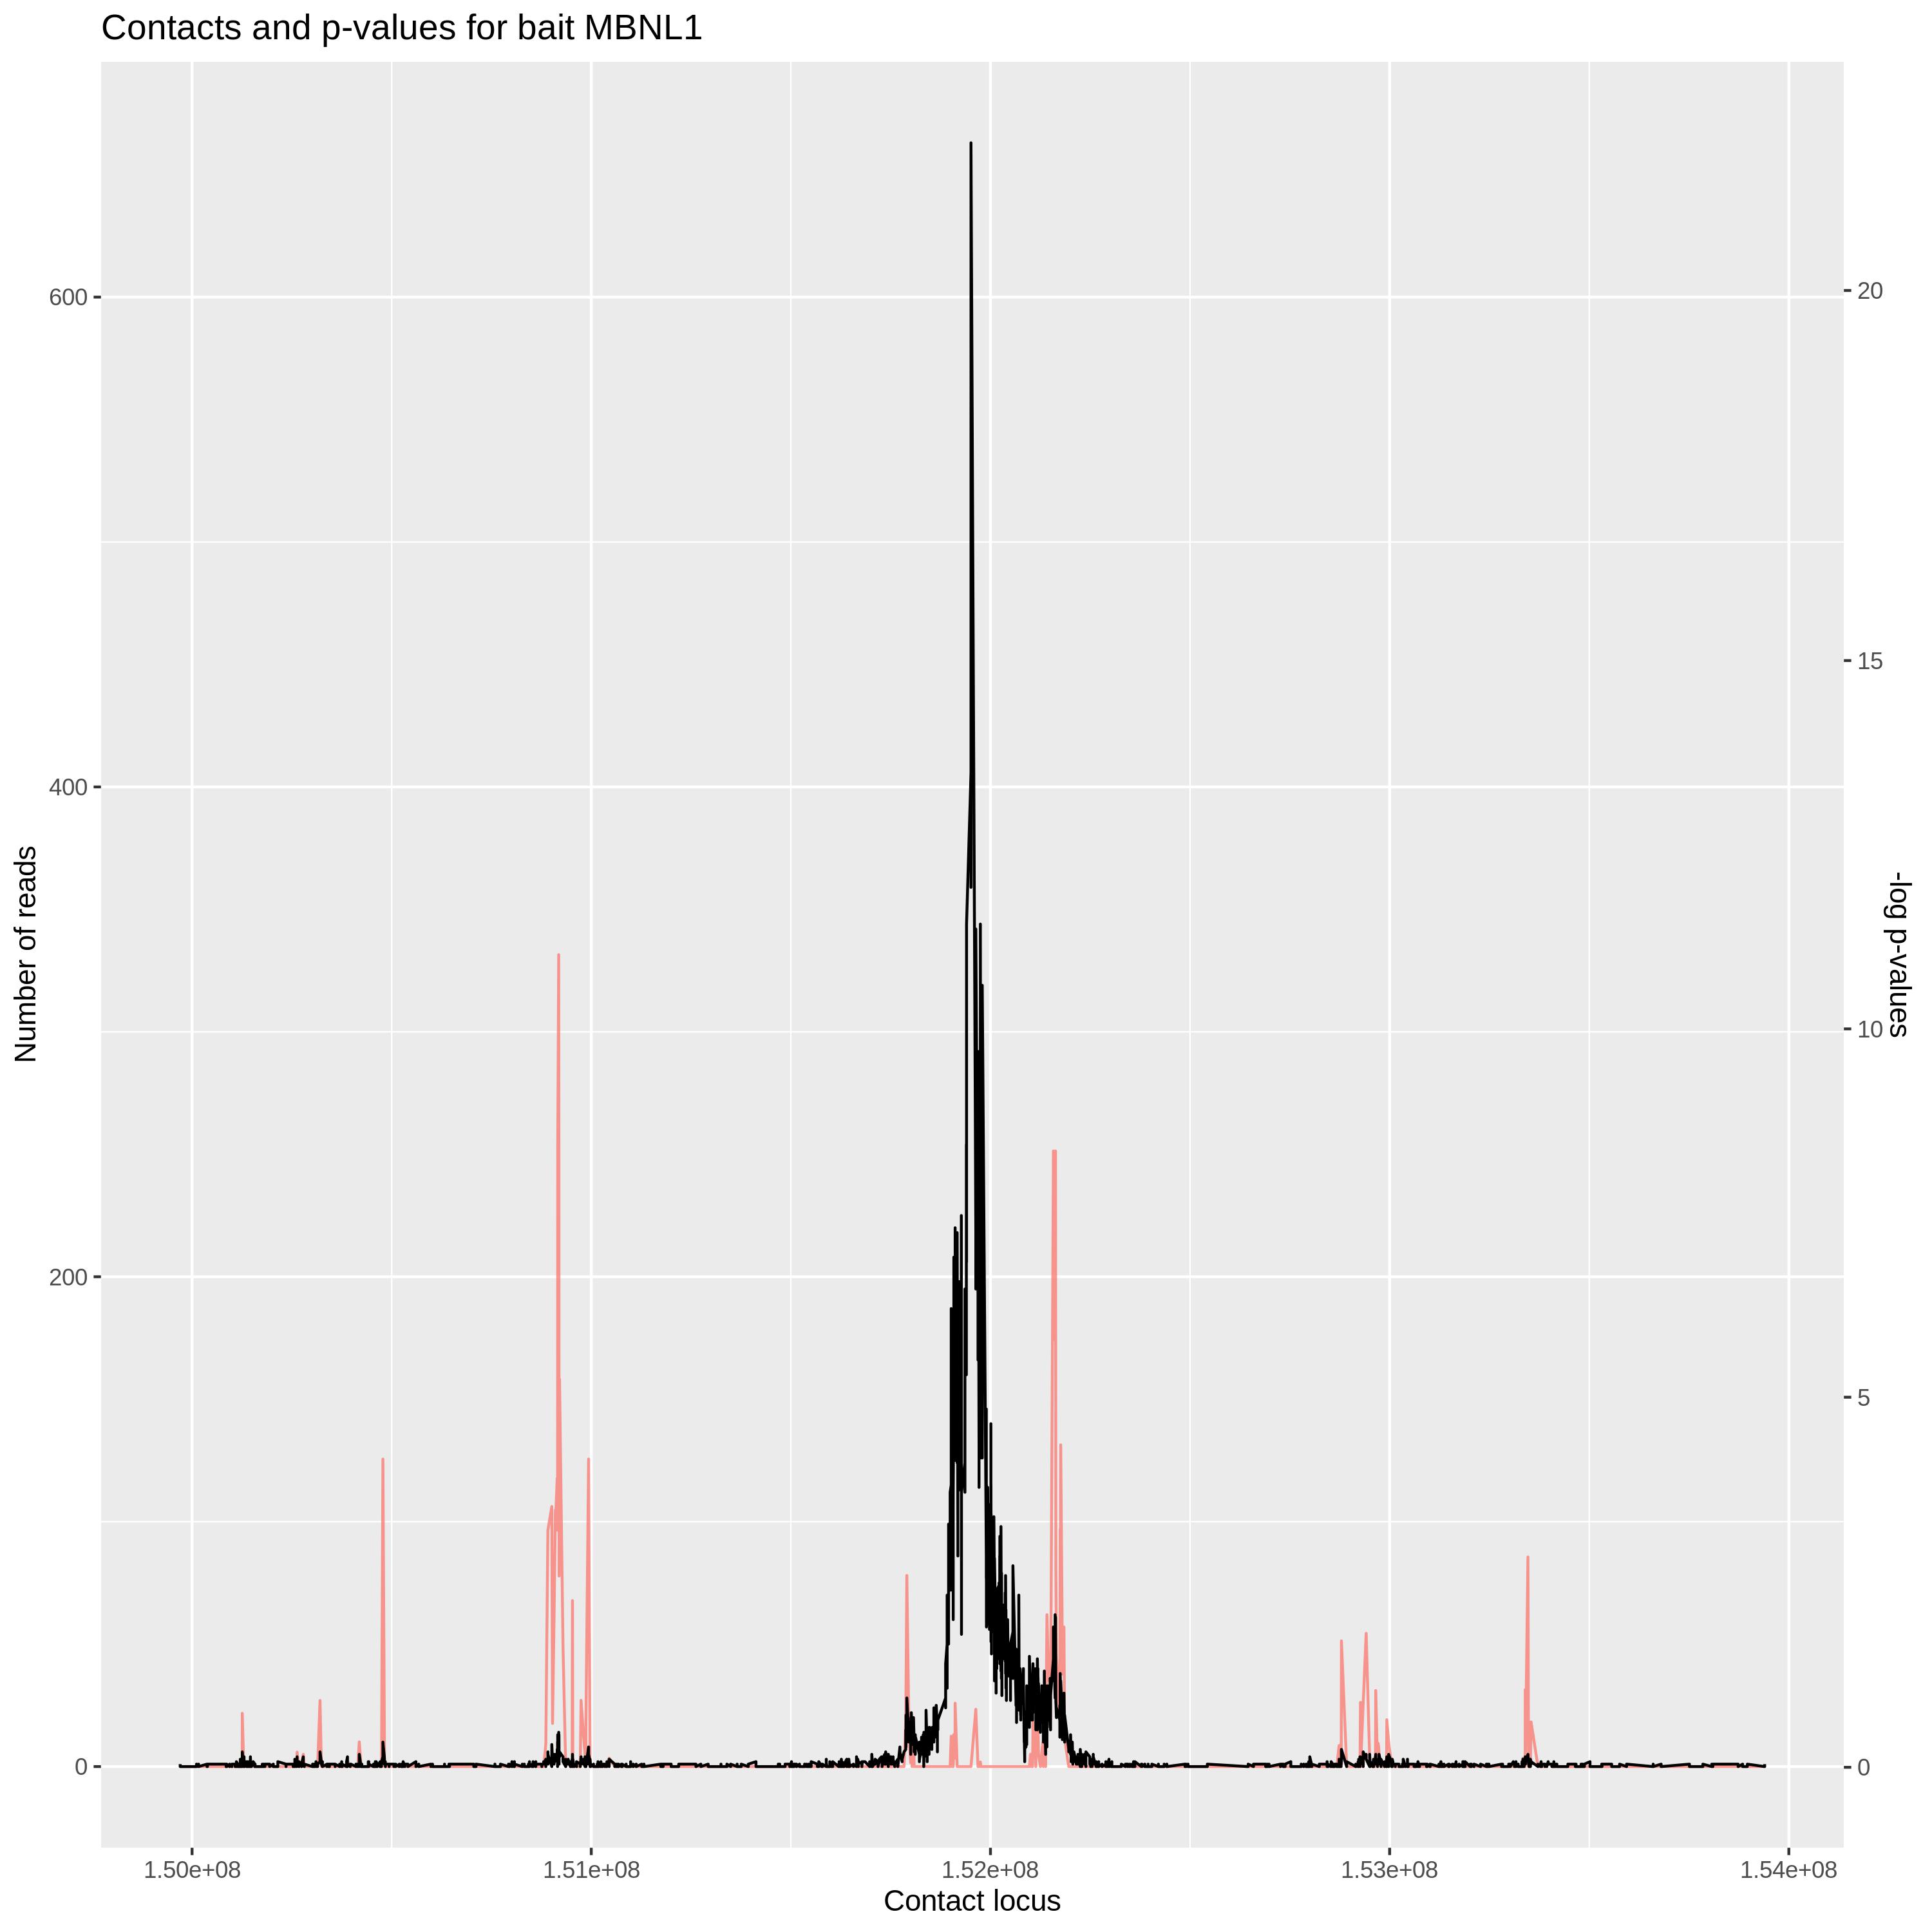 Contacts and p-values for bait MBNL1
600
400
200
0
Number of reads
20
15
10
5
0
-log p-values
1.50e+08
1.51e+08
1.52e+08
1.53e+08
1.54e+08
Contact locus